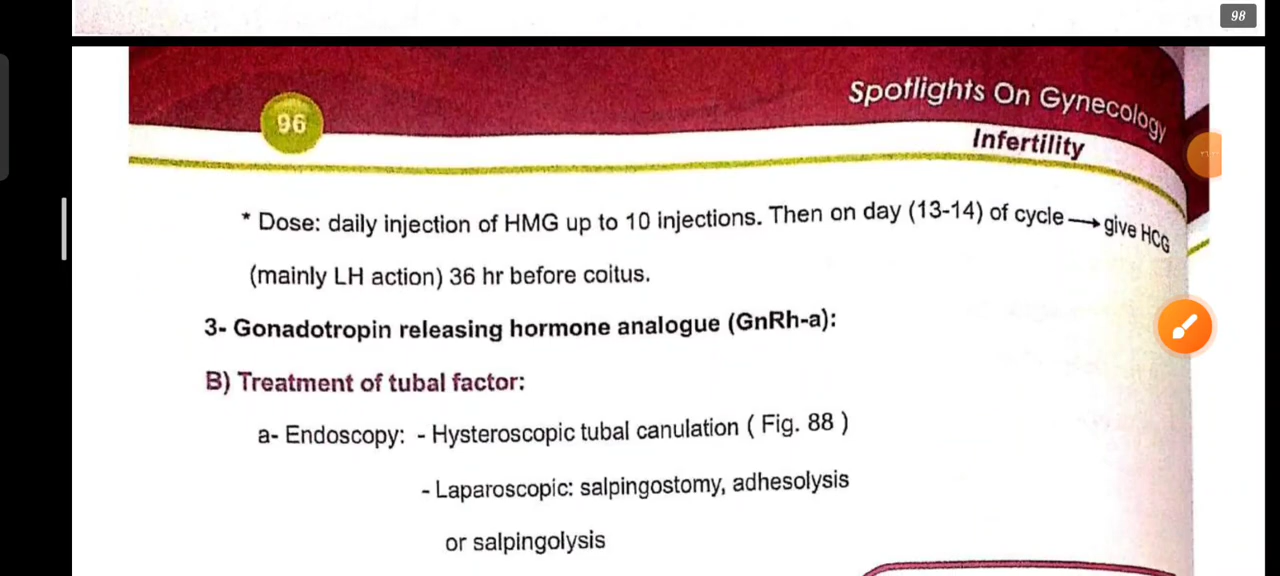 98
96
Spotlights On Gynecology
Infertility
* Dose: daily injection of HMG up to 10 injections. Then on day (13-14) of cycle → give HCG
(mainly LH action) 36 hr before coitus.
3- Gonadotropin releasing hormone analogue (GnRh-a):
B) Treatment of tubal factor:
a- Endoscopy: - Hysteroscopic tubal canulation ( Fig. 88 )
- Laparoscopic: salpingostomy, adhesolysis
or salpingolysis